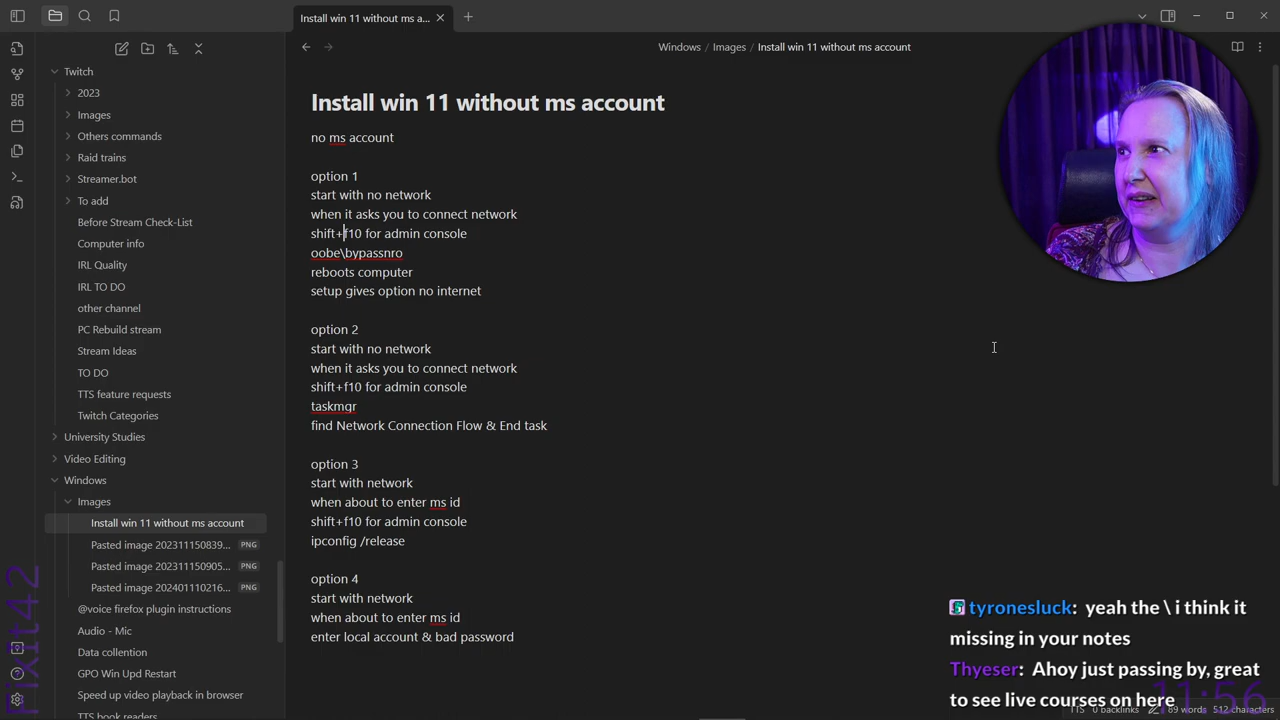 Install win 11 without ms a...
Twitch
2023
Images
Others commands
Raid trains
Streamer.bot
To add
Before Stream Check-List
Computer info
IRL Quality
IRL TO DO
other channel
PC Rebuild stream
Stream Ideas
TO DO
TTS feature requests
Twitch Categories
University Studies
Video Editing
Windows
Images
Install win 11 without ms account
Pasted image 202311150839... PNG
Pasted image 202311150905... PNG
Pasted image 202401110216... PNG
@voice firefox plugin instructions
Audio - Mic
Data collection
GPO Win Upd Restart
Speed up video playback in browser
TTS book readers
Windows / Images / Install win 11 without ms account
Install win 11 without ms account
no ms account
option 1
start with no network
when it asks you to connect network
shift+f10 for admin console
oobe\bypassnro
reboots computer
setup gives option no internet
option 2
start with no network
when it asks you to connect network
shift+f10 for admin console
taskmgr
find Network Connection Flow & End task
option 3
start with network
when about to enter ms id
shift+f10 for admin console
ipconfig /release
option 4
start with network
when about to enter ms id
enter local account & bad password
tyronesluck: yeah the \ i think it
missing in your notes
Thyeser: Ahoy just passing by, great
to see live courses on here
TTS 0 backlinks 89 words 512 characters
Fixit42
11:56